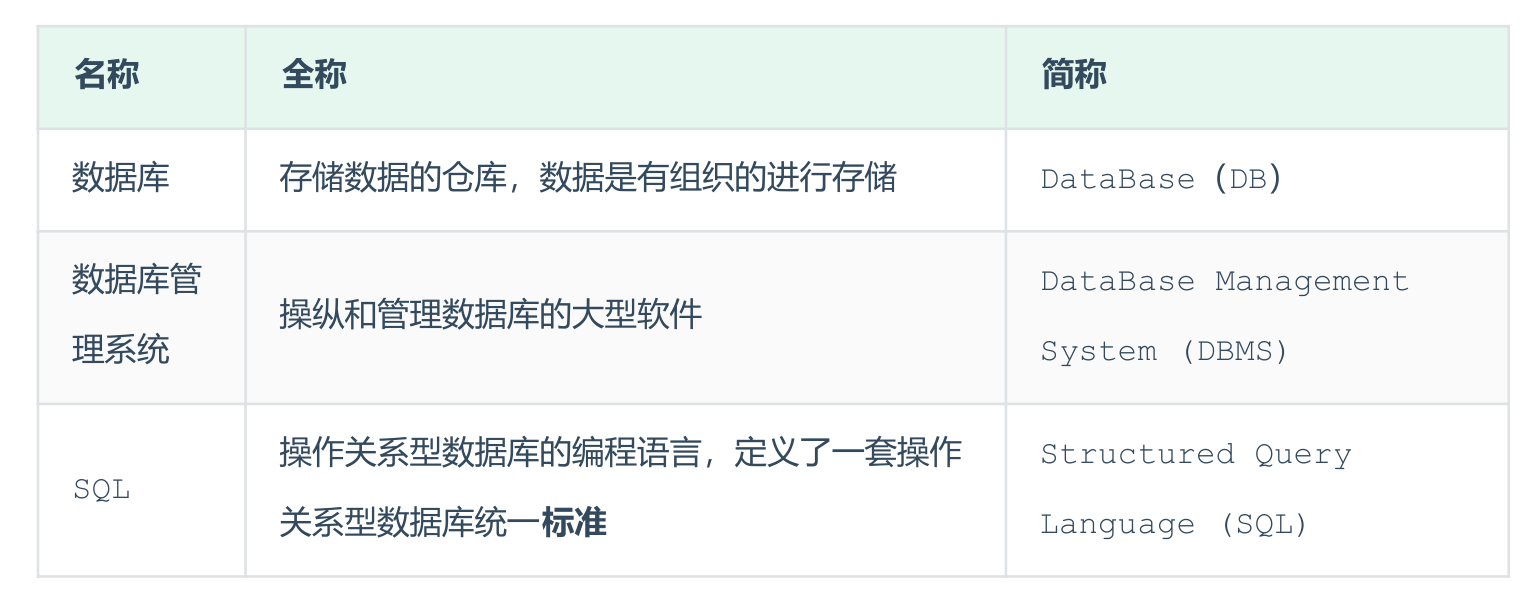 名称
全称
简称
数据库
存储数据的仓库，数据是有组织的进行存储
DataBase（DB）
数据库管
理系统
操纵和管理数据库的大型软件
DataBase Management
System (DBMS)
SQL
操作关系型数据库的编程语言，定义了一套操作
关系型数据库统一标准
Structured Query
Language (SQL)